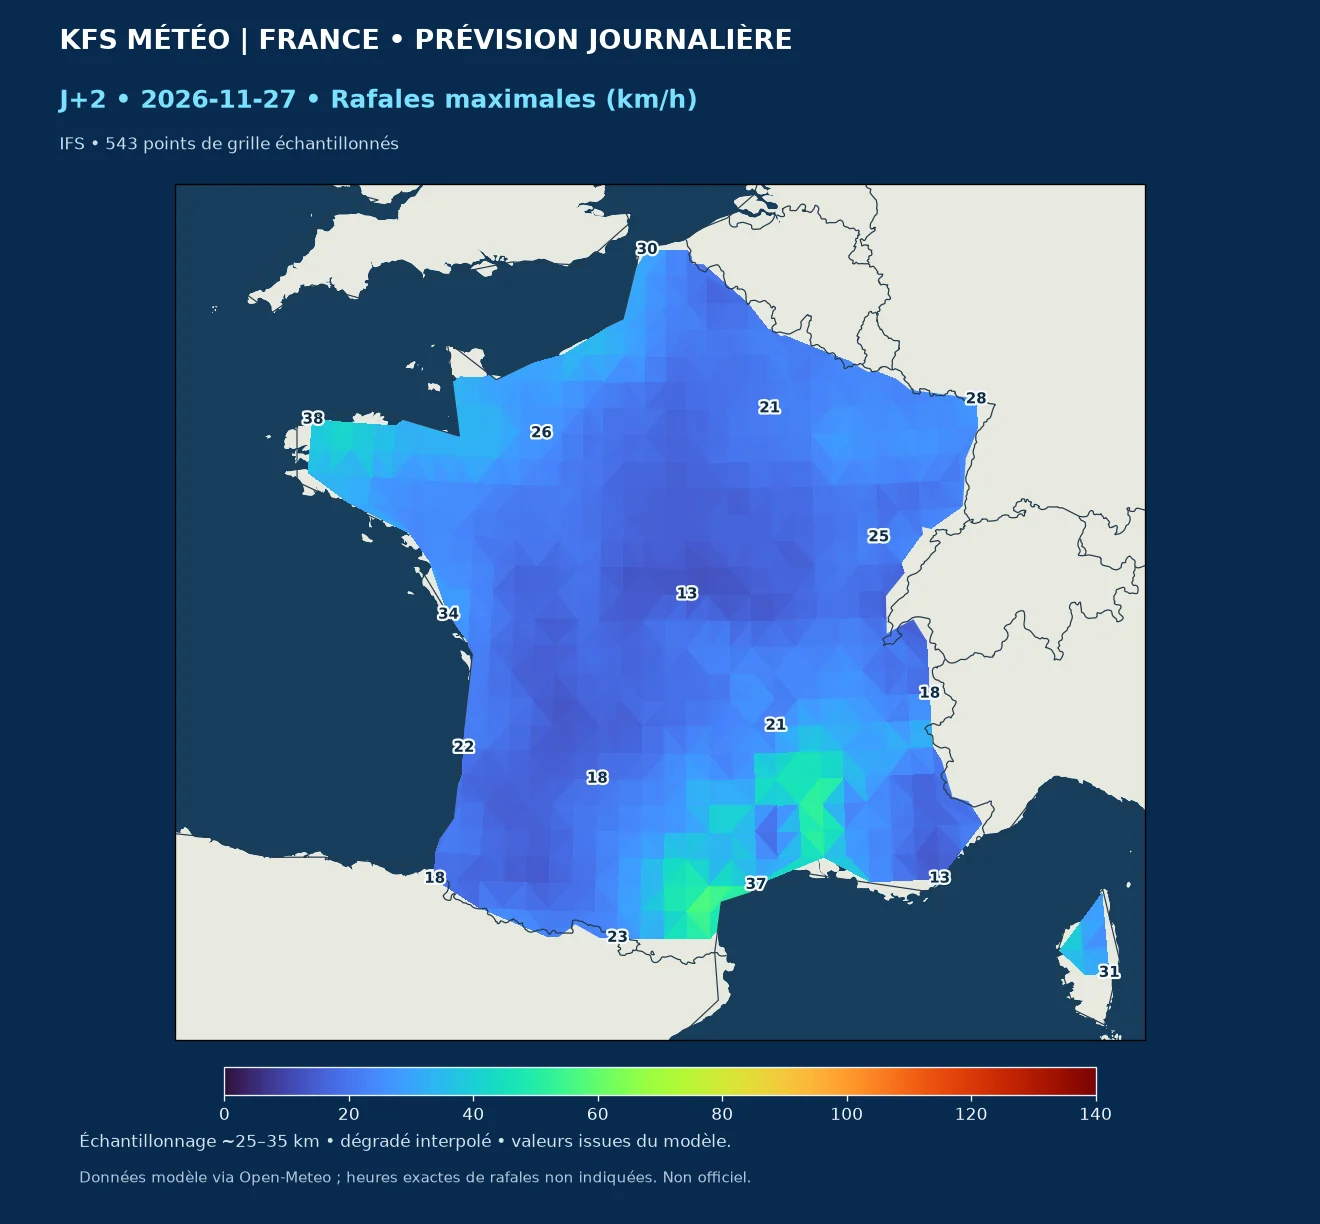 KFS MÉTÉO | FRANCE • PRÉVISION JOURNALIÈRE
J+2 • 2026-11-27 • Rafales maximales (km/h)
IFS • 543 points de grille échantillonnés
30
28
21
38
26
25
13
34
18
21
22
18
18
13
37
23
31
0 20 40 60 80 100 120 140
Échantillonnage ~25–35 km • dégradé interpolé • valeurs issues du modèle.
Données modèle via Open-Meteo ; heures exactes de rafales non indiquées. Non officiel.